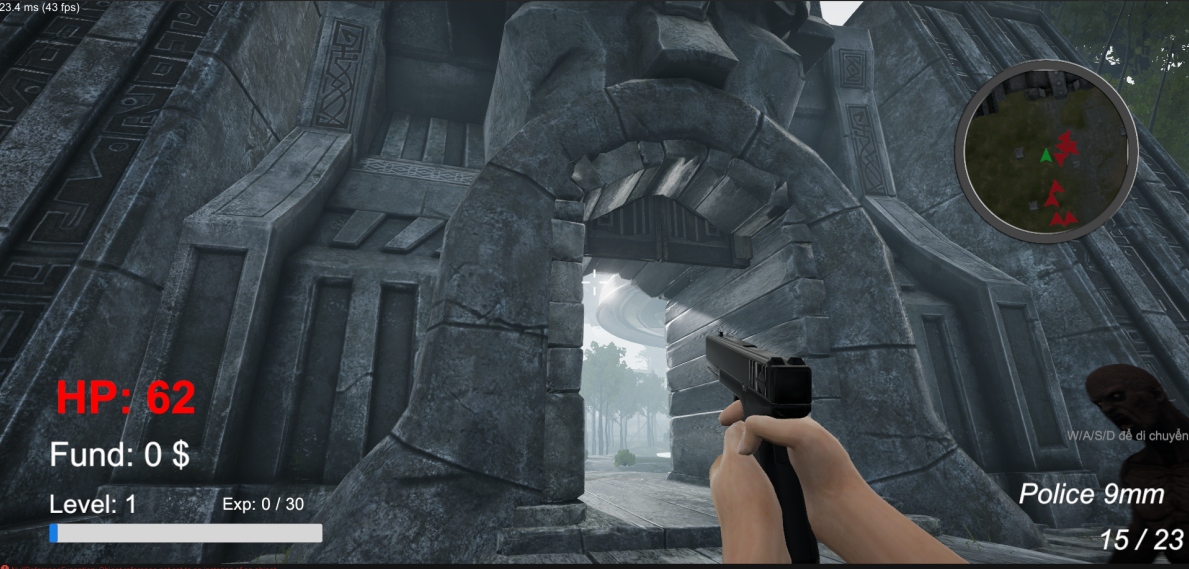 23.4 ms (43 fps)
HP: 62
Fund: 0 $
Level: 1
Exp: 0 / 30
W/A/S/D để di chuyển
Police 9mm
15 / 23